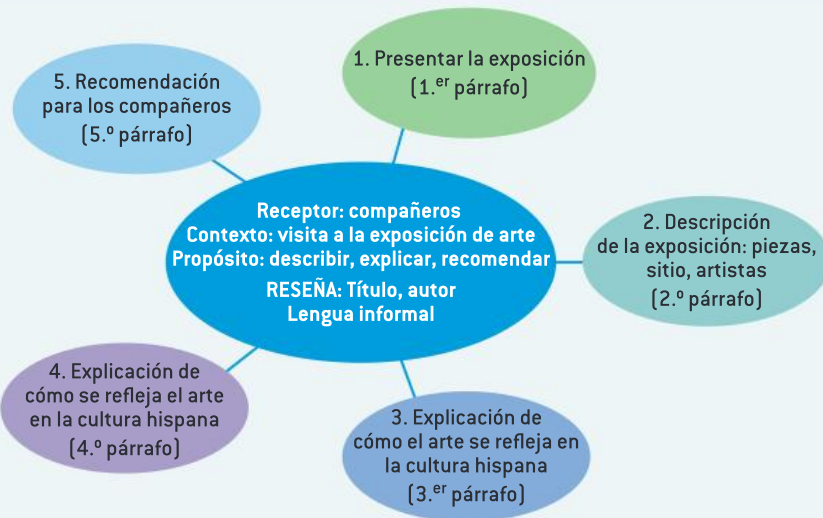 1. Presentar la exposición
(1.er párrafo)
5. Recomendación
para los compañeros
(5.º párrafo)
Receptor: compañeros
Contexto: visita a la exposición de arte
Propósito: describir, explicar, recomendar
RESEÑA: Título, autor
Lengua informal
2. Descripción
de la exposición: piezas,
sitio, artistas
(2.º párrafo)
4. Explicación de
cómo se refleja el arte
en la cultura hispana
(4.º párrafo)
3. Explicación de
cómo el arte se refleja en
la cultura hispana
(3.er párrafo)